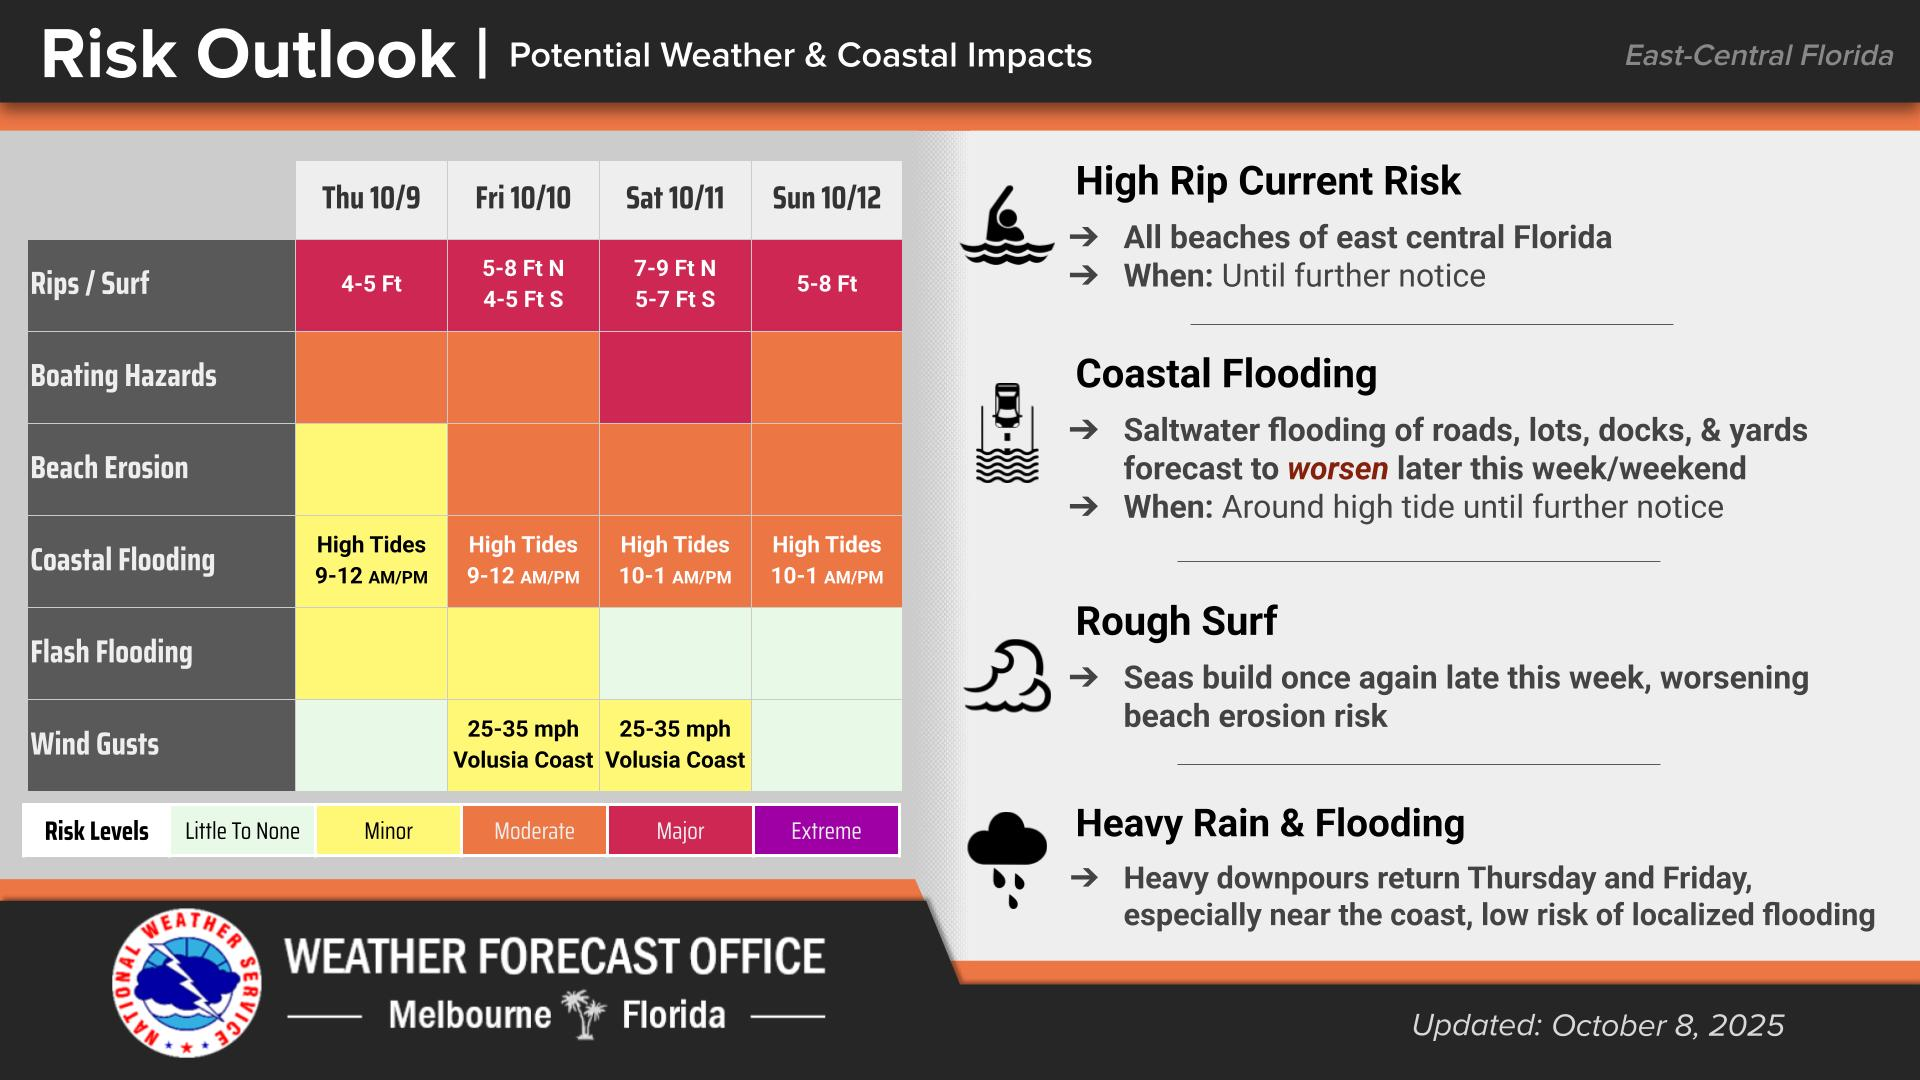 Risk Outlook | Potential Weather & Coastal Impacts
East-Central Florida
Thu 10/9 Fri 10/10 Sat 10/11 Sun 10/12
Rips / Surf
4-5 Ft
5-8 Ft N
4-5 Ft S
7-9 Ft N
5-7 Ft S
5-8 Ft
Boating Hazards
Beach Erosion
Coastal Flooding
High Tides
9-12 AM/PM
High Tides
9-12 AM/PM
High Tides
10-1 AM/PM
High Tides
10-1 AM/PM
Flash Flooding
Wind Gusts
25-35 mph
Volusia Coast
25-35 mph
Volusia Coast
Risk Levels Little To None Minor Moderate Major Extreme
High Rip Current Risk
➔ All beaches of east central Florida
➔ When: Until further notice
Coastal Flooding
➔ Saltwater flooding of roads, lots, docks, & yards
forecast to worsen later this week/weekend
➔ When: Around high tide until further notice
Rough Surf
➔ Seas build once again late this week, worsening
beach erosion risk
Heavy Rain & Flooding
➔ Heavy downpours return Thursday and Friday,
especially near the coast, low risk of localized flooding
NATIONAL WEATHER SERVICE
WEATHER FORECAST OFFICE
Melbourne Florida
Updated: October 8, 2025